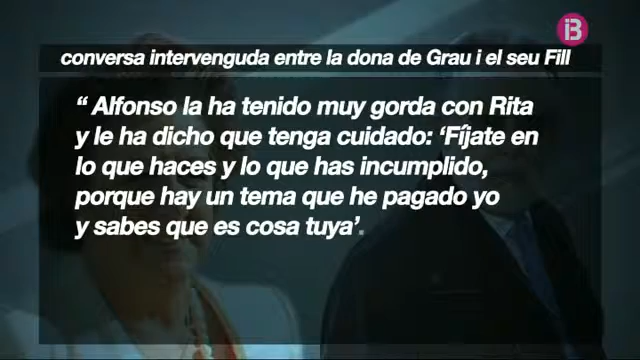 IB
conversa intervenguda entre la dona de Grau i el seu Fill
“ Alfonso la ha tenido muy gorda con Rita
y le ha dicho que tenga cuidado: ‘Fíjate en
lo que haces y lo que has incumplido,
porque hay un tema que he pagado yo
y sabes que es cosa tuya’.